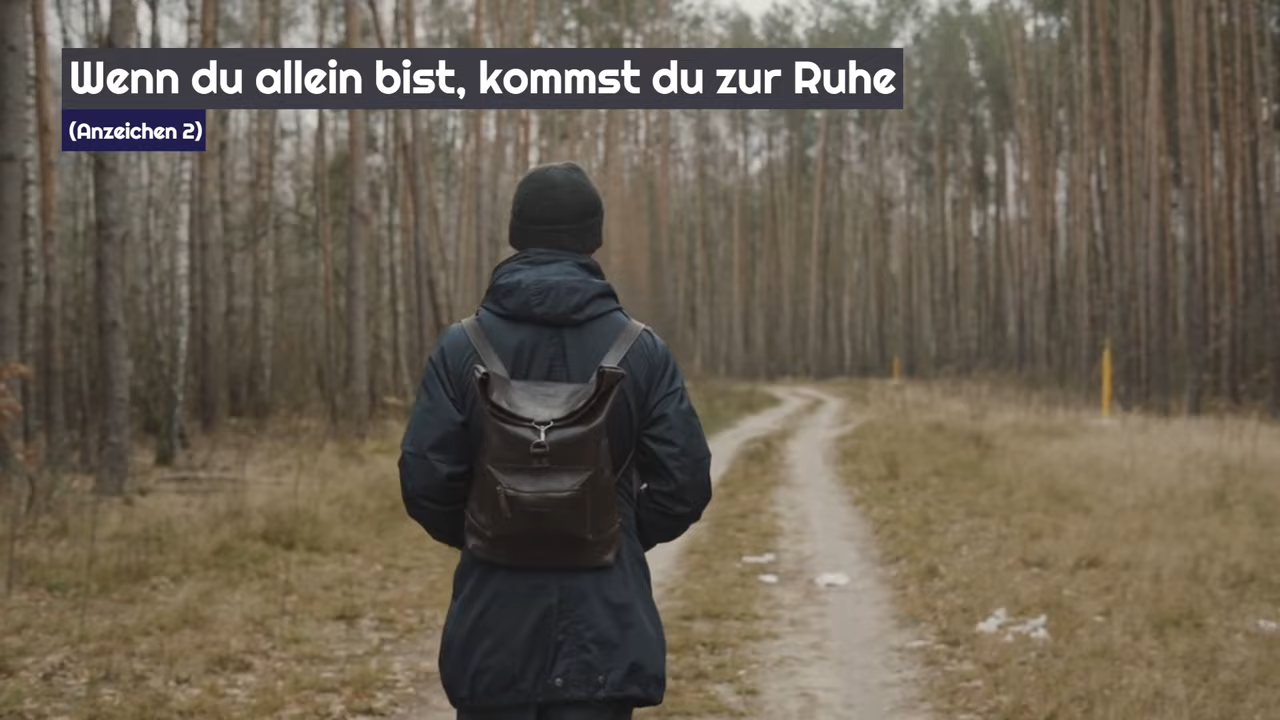 Wenn du allein bist, kommst du zur Ruhe
(Anzeichen 2)